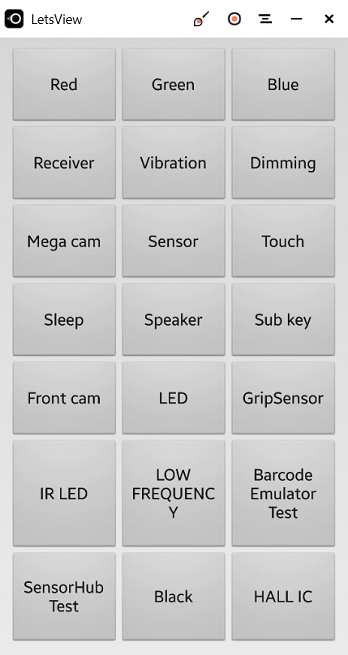 LetsView
Red
Green
Blue
Receiver
Vibration
Dimming
Mega cam
Sensor
Touch
Sleep
Speaker
Sub key
Front cam
LED
GripSensor
IR LED
LOW
FREQUENC
Y
Barcode
Emulator
Test
SensorHub
Test
Black
HALL IC